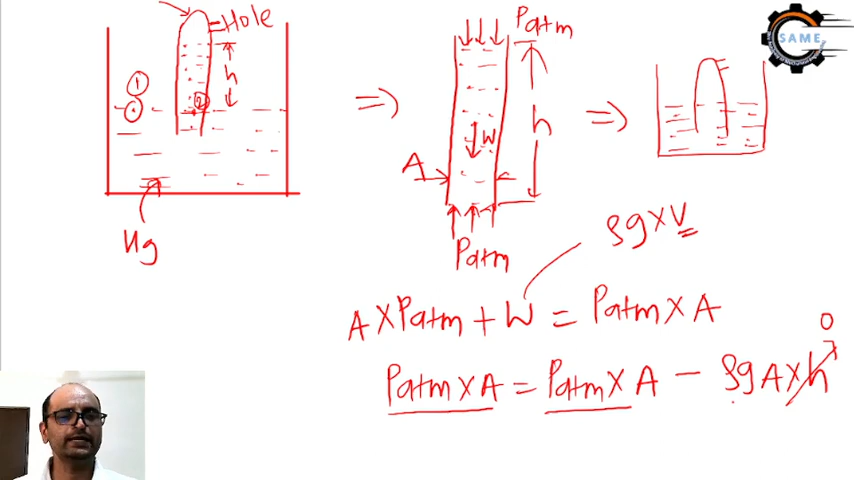 Hole
h
①
②
Hg
Patm
h
W
A
Patm
ρg×V
A×Patm + W = Patm×A
Patm×A = Patm×A − ρgA×h
0
SAME